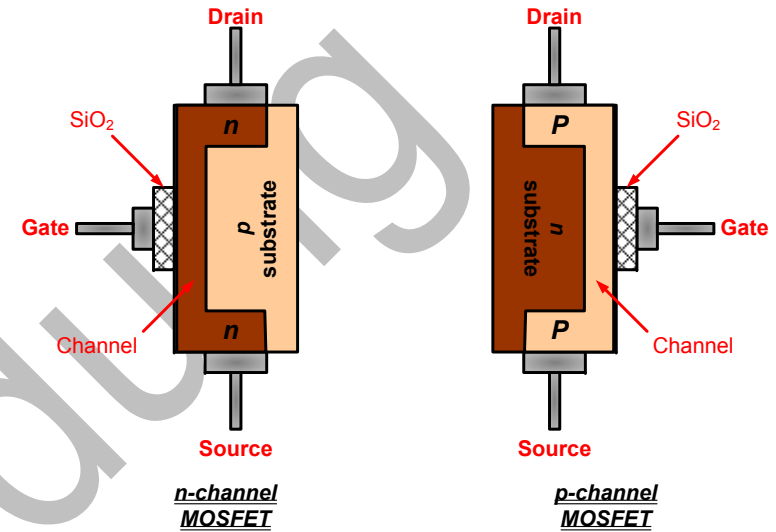 Drain
n
SiO₂
p
substrate
Gate
Channel
n
Source
n-channel
MOSFET
Drain
P
SiO₂
n
substrate
Gate
Channel
P
Source
p-channel
MOSFET